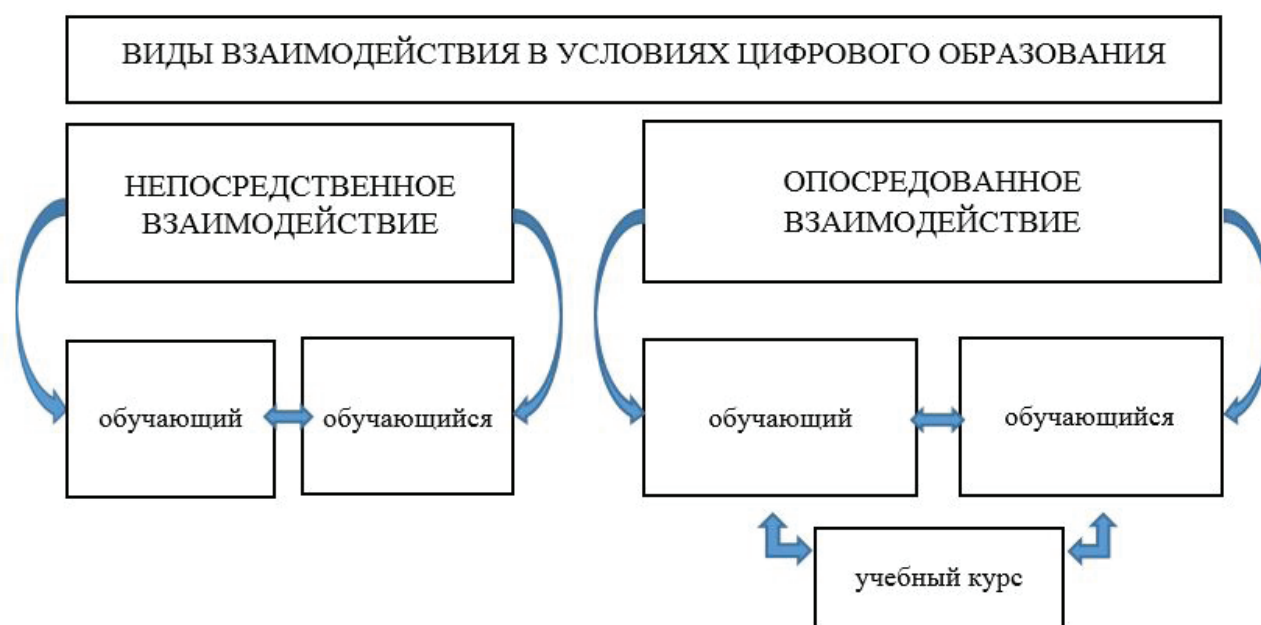 ВИДЫ ВЗАИМОДЕЙСТВИЯ В УСЛОВИЯХ ЦИФРОВОГО ОБРАЗОВАНИЯ
НЕПОСРЕДСТВЕННОЕ
ВЗАИМОДЕЙСТВИЕ
ОПОСРЕДОВАННОЕ
ВЗАИМОДЕЙСТВИЕ
обучающий
обучающийся
обучающий
обучающийся
учебный курс